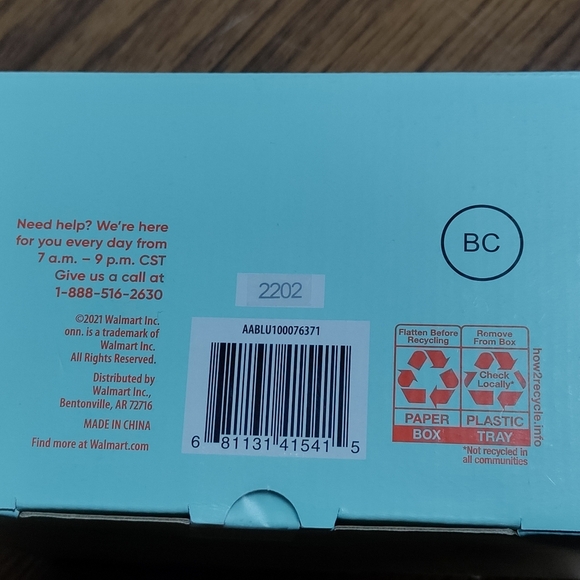 Need help? We're here
for you every day from
7 a.m. – 9 p.m. CST
Give us a call at
1-888-516-2630
©2021 Walmart Inc.
onn. is a trademark of
Walmart Inc.
All Rights Reserved.
Distributed by
Walmart Inc.,
Bentonville, AR 72716
MADE IN CHINA
Find more at Walmart.com
2202
AABLU100076371
6 81131 41541 5
BC
Flatten Before
Recycling
PAPER
BOX
Remove
From Box
Check
Locally*
PLASTIC
TRAY
*Not recycled in
all communities
how2recycle.info